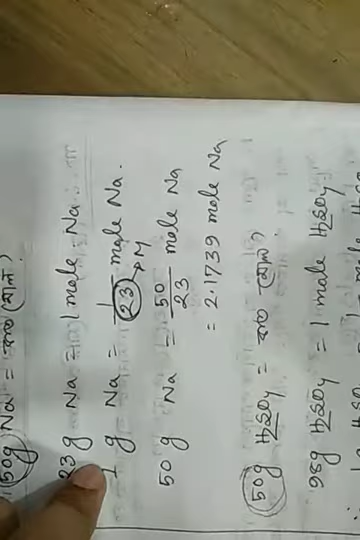 50g Na = কত (মোল)?
23 g Na = 1 mole Na
1 g Na = 1/23 mole Na.
→ M
50 g Na = 50/23 mole Na
= 2.1739 mole Na
50g H2SO4 = কত (মোল)?
98g H2SO4 = 1 mole H2SO4